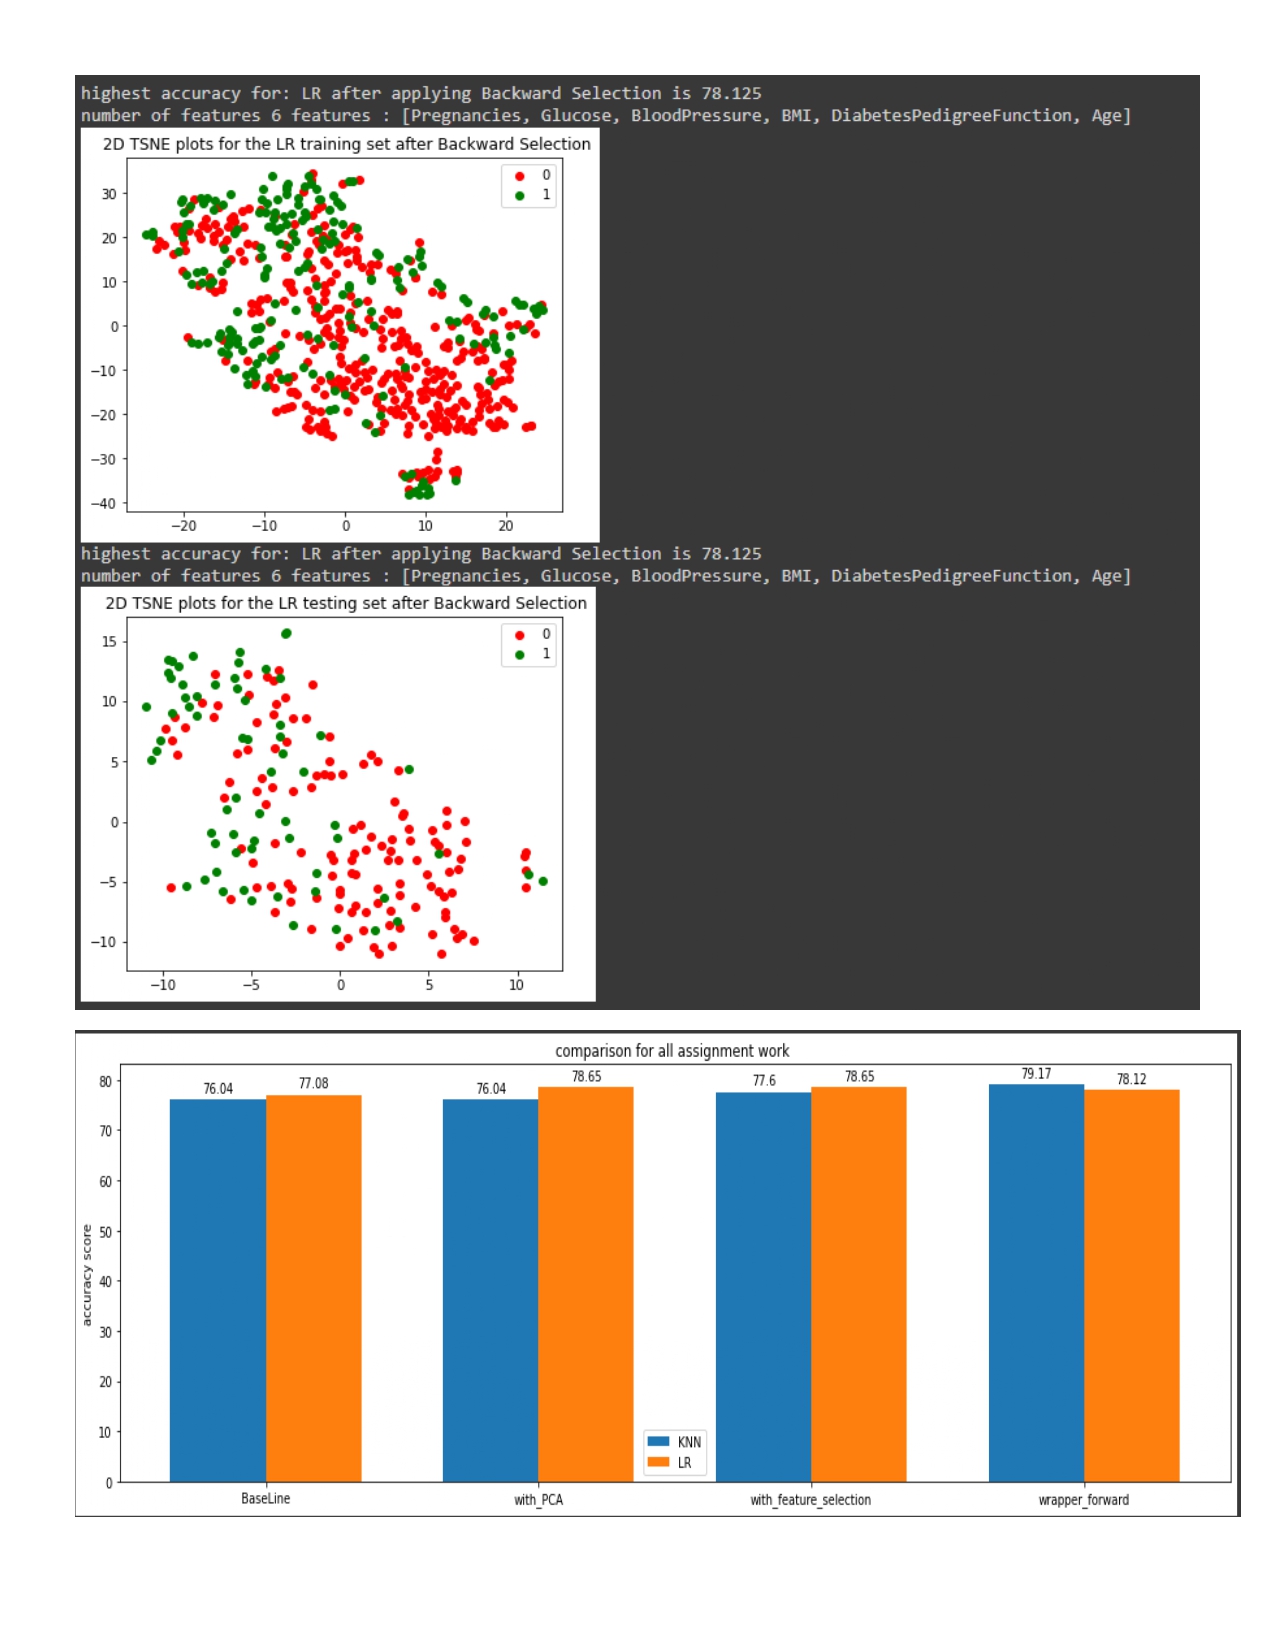 highest accuracy for: LR after applying Backward Selection is 78.125
number of features 6 features : [Pregnancies, Glucose, BloodPressure, BMI, DiabetesPedigreeFunction, Age]
2D TSNE plots for the LR training set after Backward Selection
0
1
30
20
10
0
−10
−20
−30
−40
−20 −10 0 10 20
highest accuracy for: LR after applying Backward Selection is 78.125
number of features 6 features : [Pregnancies, Glucose, BloodPressure, BMI, DiabetesPedigreeFunction, Age]
2D TSNE plots for the LR testing set after Backward Selection
0
1
15
10
5
0
−5
−10
−10 −5 0 5 10
comparison for all assignment work
76.04 77.08 76.04 78.65 77.6 78.65 79.17 78.12
80
70
60
50
40
30
20
10
0
accuracy score
KNN
LR
BaseLine with_PCA with_feature_selection wrapper_forward